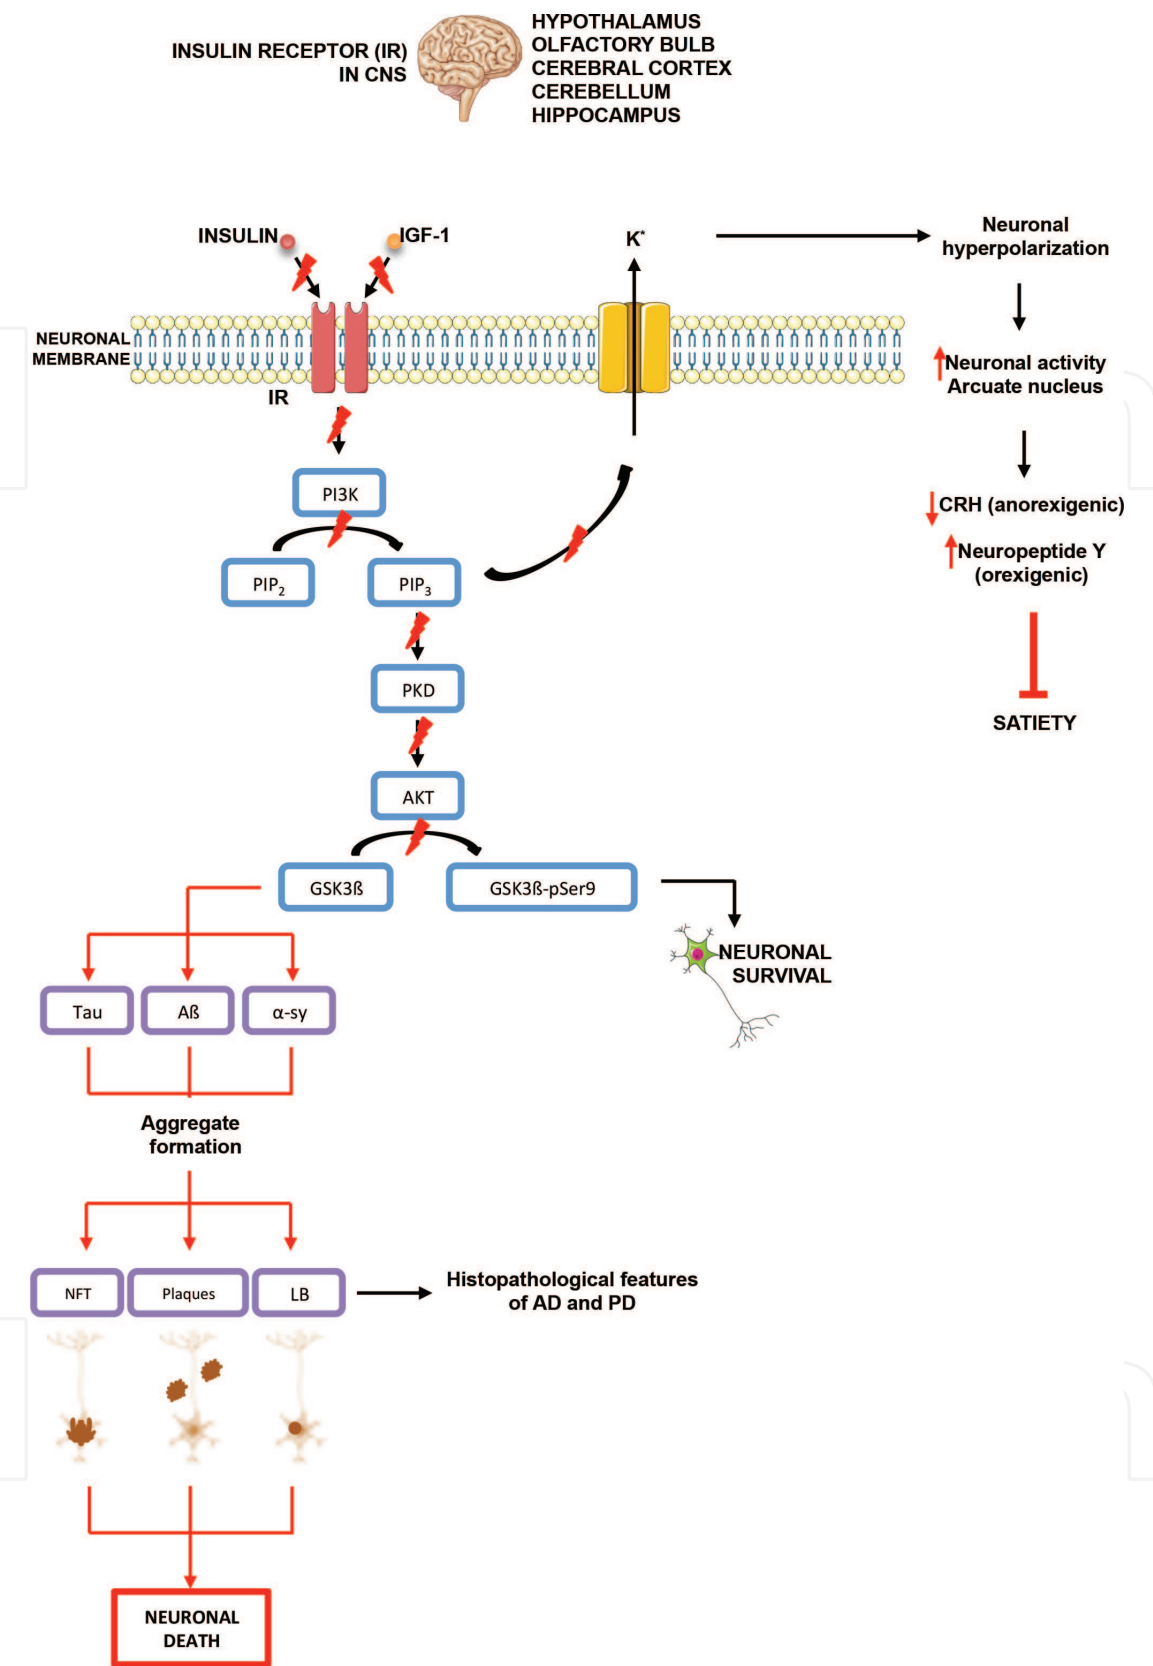 INSULIN RECEPTOR (IR)
IN CNS
HYPOTHALAMUS
OLFACTORY BULB
CEREBRAL CORTEX
CEREBELLUM
HIPPOCAMPUS
INSULIN
IGF-1
K*
Neuronal
hyperpolarization
NEURONAL
MEMBRANE
IR
Neuronal activity
Arcuate nucleus
PI3K
CRH (anorexigenic)
Neuropeptide Y
(orexigenic)
PIP₂
PIP₃
PKD
SATIETY
AKT
GSK3ß
GSK3ß-pSer9
NEURONAL
SURVIVAL
Tau
Aß
α-sy
Aggregate
formation
NFT
Plaques
LB
Histopathological features
of AD and PD
NEURONAL
DEATH